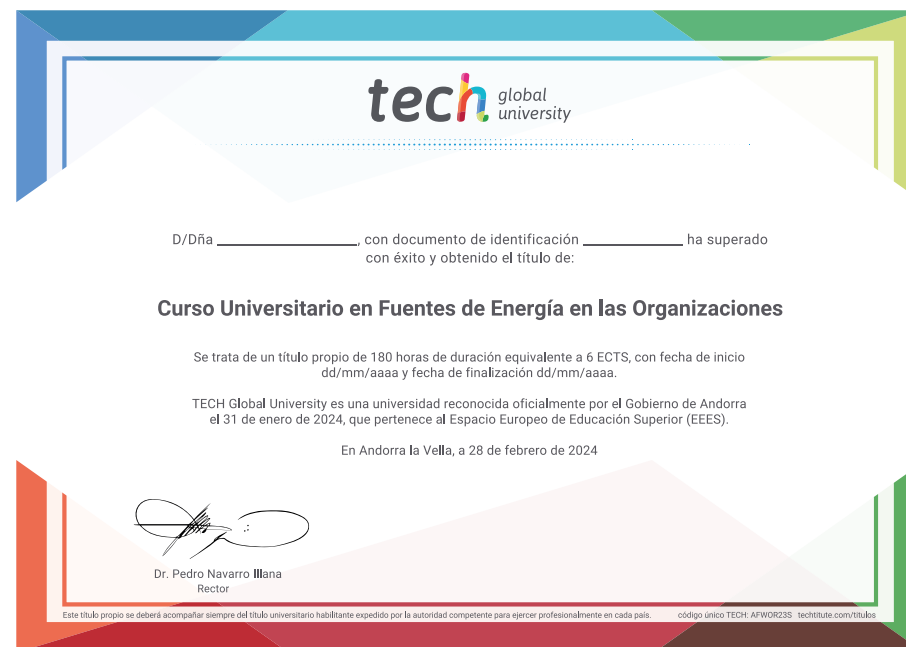 tech global university
D/Dña ____________________, con documento de identificación ______________ ha superado
con éxito y obtenido el título de:
Curso Universitario en Fuentes de Energía en las Organizaciones
Se trata de un título propio de 180 horas de duración equivalente a 6 ECTS, con fecha de inicio
dd/mm/aaaa y fecha de finalización dd/mm/aaaa.
TECH Global University es una universidad reconocida oficialmente por el Gobierno de Andorra
el 31 de enero de 2024, que pertenece al Espacio Europeo de Educación Superior (EEES).
En Andorra la Vella, a 28 de febrero de 2024
Dr. Pedro Navarro Illana
Rector
Este título propio se deberá acompañar siempre del título universitario habilitante expedido por la autoridad competente para ejercer profesionalmente en cada país. código único TECH: AFWOR23S techtitute.com/titulos